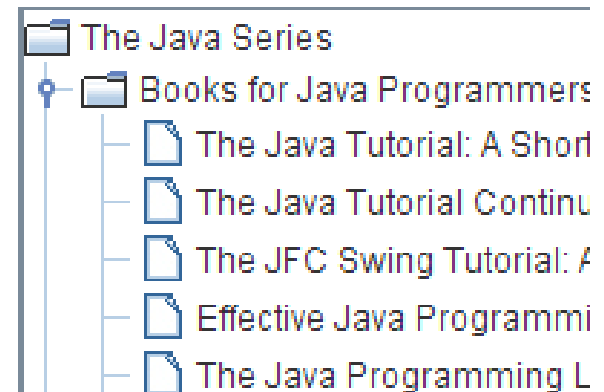 The Java Series
Books for Java Programmers
The Java Tutorial: A Short
The Java Tutorial Continu
The JFC Swing Tutorial: A
Effective Java Programmi
The Java Programming L